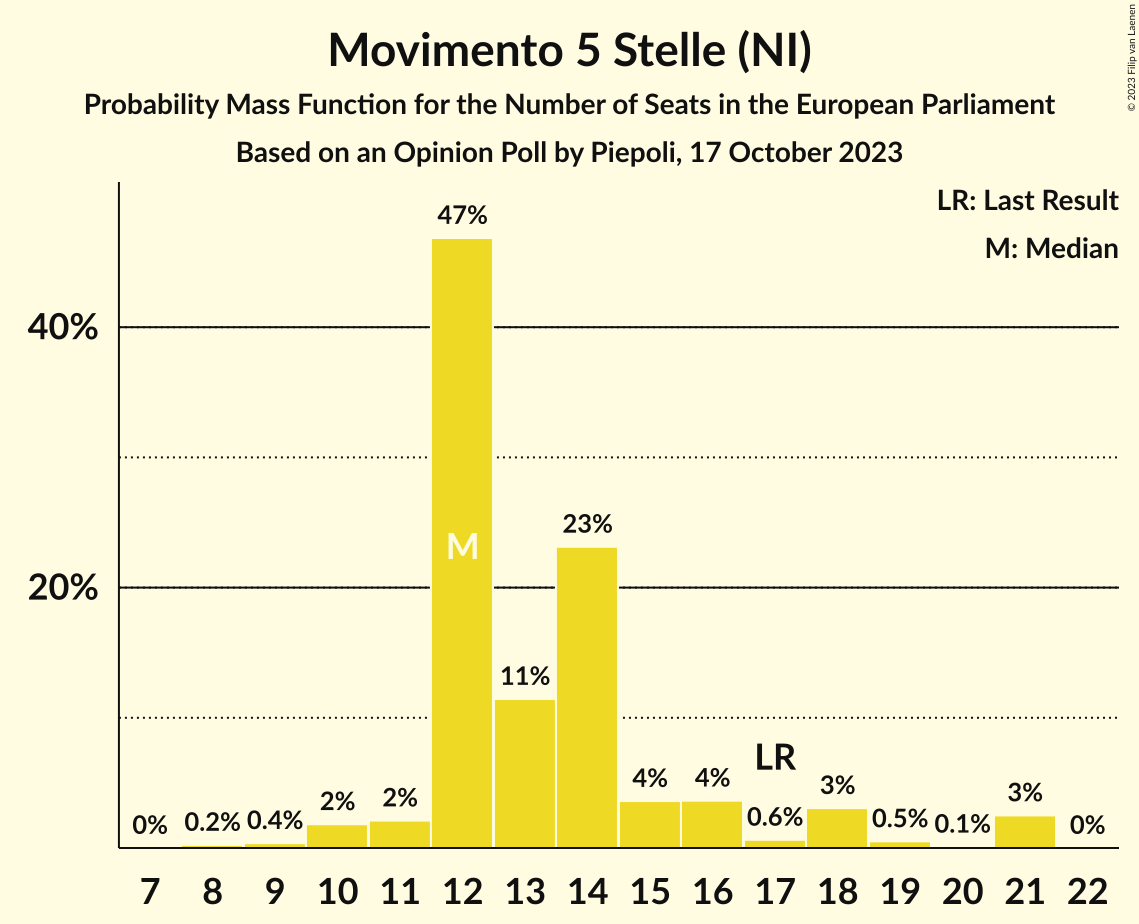 Movimento 5 Stelle (NI)
Probability Mass Function for the Number of Seats in the European Parliament
Based on an Opinion Poll by Piepoli, 17 October 2023
© 2023 Filip van Laenen
LR: Last Result
M: Median
40%
20%
0%
0.2%
0.4%
2%
2%
47%
M
11%
23%
4%
4%
LR
0.6%
3%
0.5%
0.1%
3%
0%
7 8 9 10 11 12 13 14 15 16 17 18 19 20 21 22